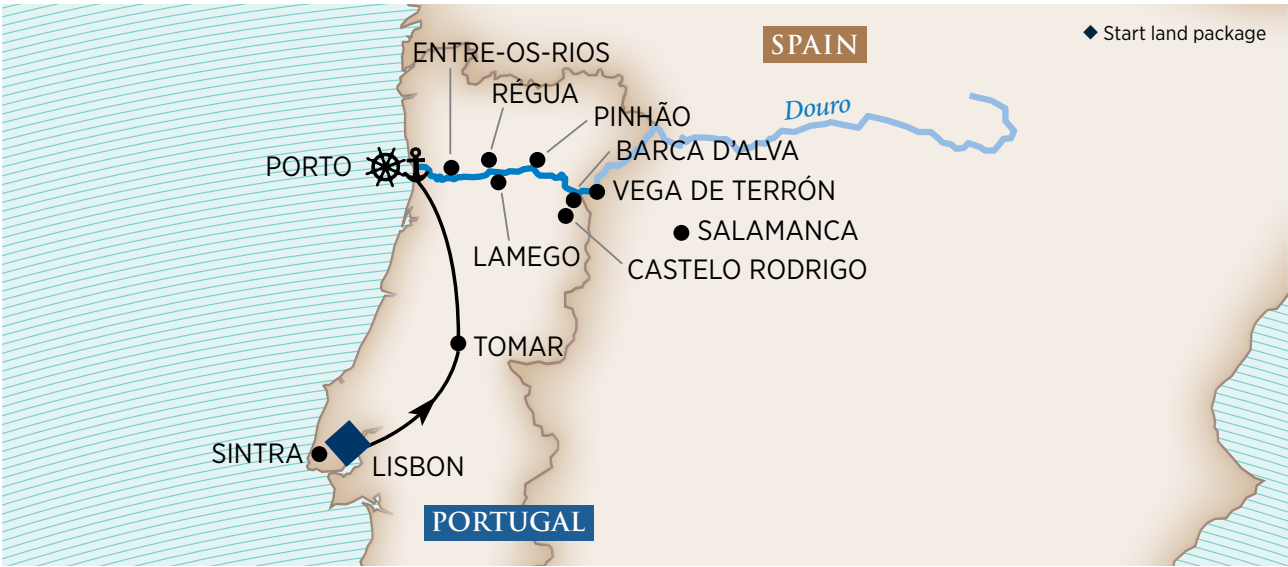 SPAIN
Start land package
ENTRE-OS-RIOS
RÉGUA
Douro
PINHÃO
BARCA D'ALVA
PORTO
VEGA DE TERRÓN
SALAMANCA
LAMEGO
CASTELO RODRIGO
TOMAR
SINTRA
LISBON
PORTUGAL